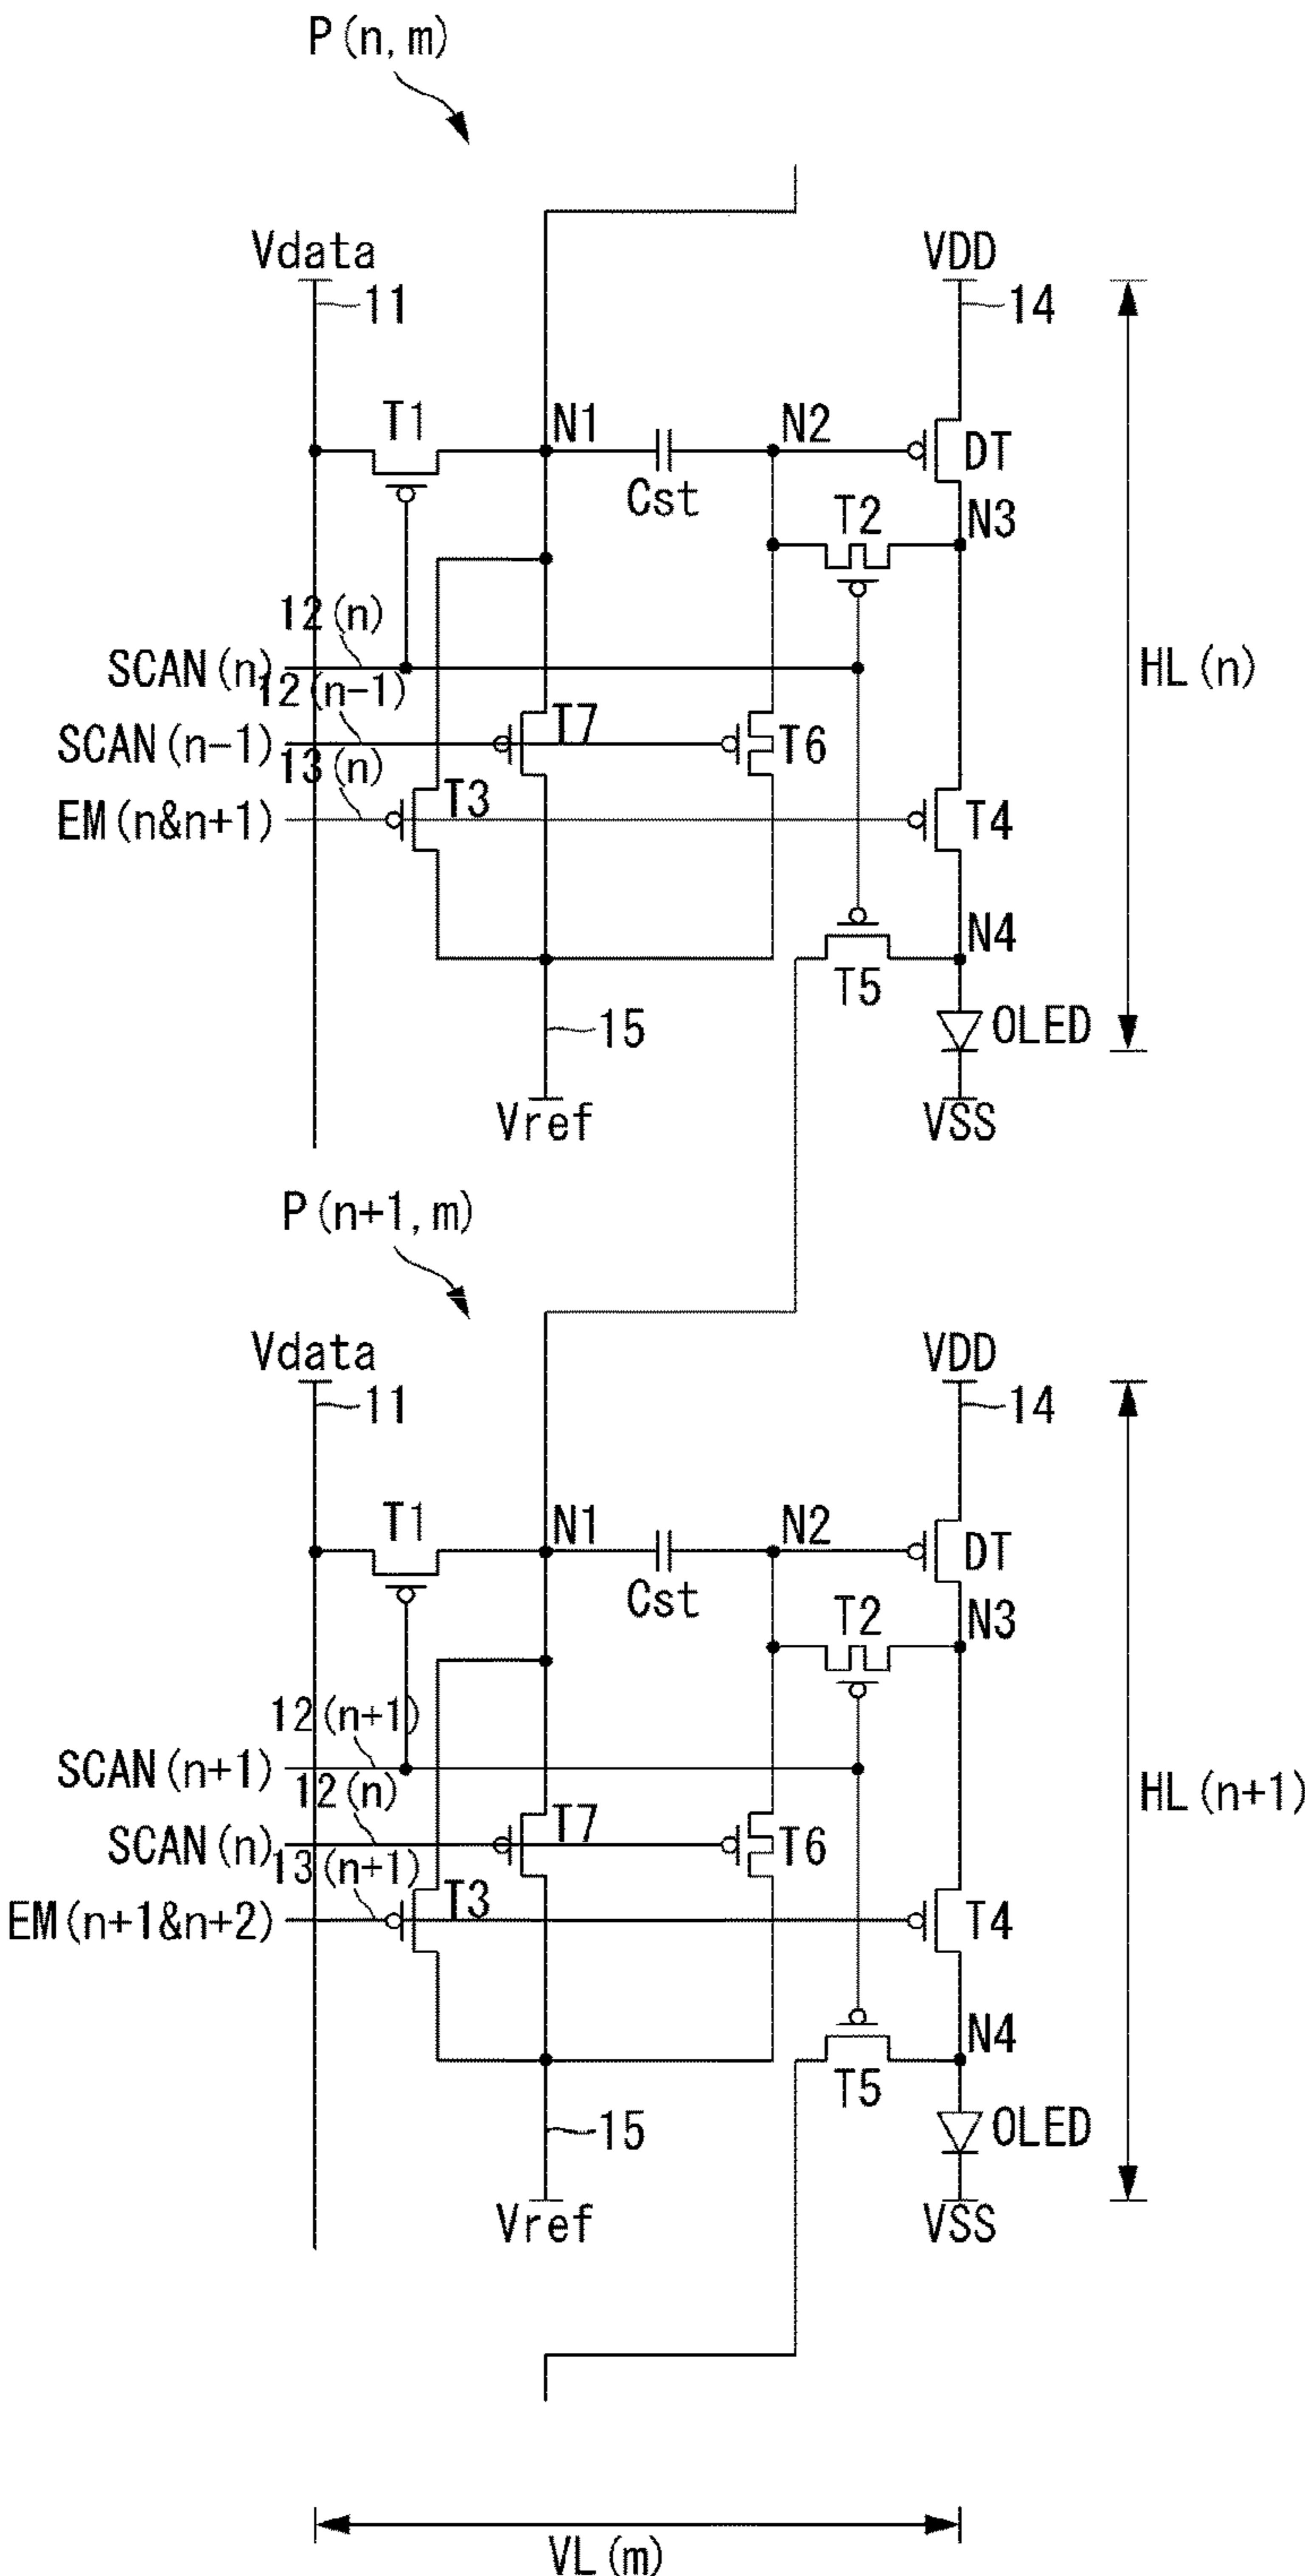 P(n,m)
Vdata
VDD
11
14
T1
N1
N2
DT
Cst
T2
N3
12(n)
SCAN(n)
HL(n)
12(n-1)
T7
SCAN(n-1)
T6
13(n)
T3
EM(n&n+1)
T4
N4
T5
15
OLED
Vref
VSS
P(n+1,m)
Vdata
VDD
11
14
T1
N1
N2
DT
Cst
T2
N3
12(n+1)
SCAN(n+1)
HL(n+1)
12(n)
T7
SCAN(n)
T6
13(n+1)
T3
EM(n+1&n+2)
T4
N4
T5
15
OLED
Vref
VSS
VL(m)